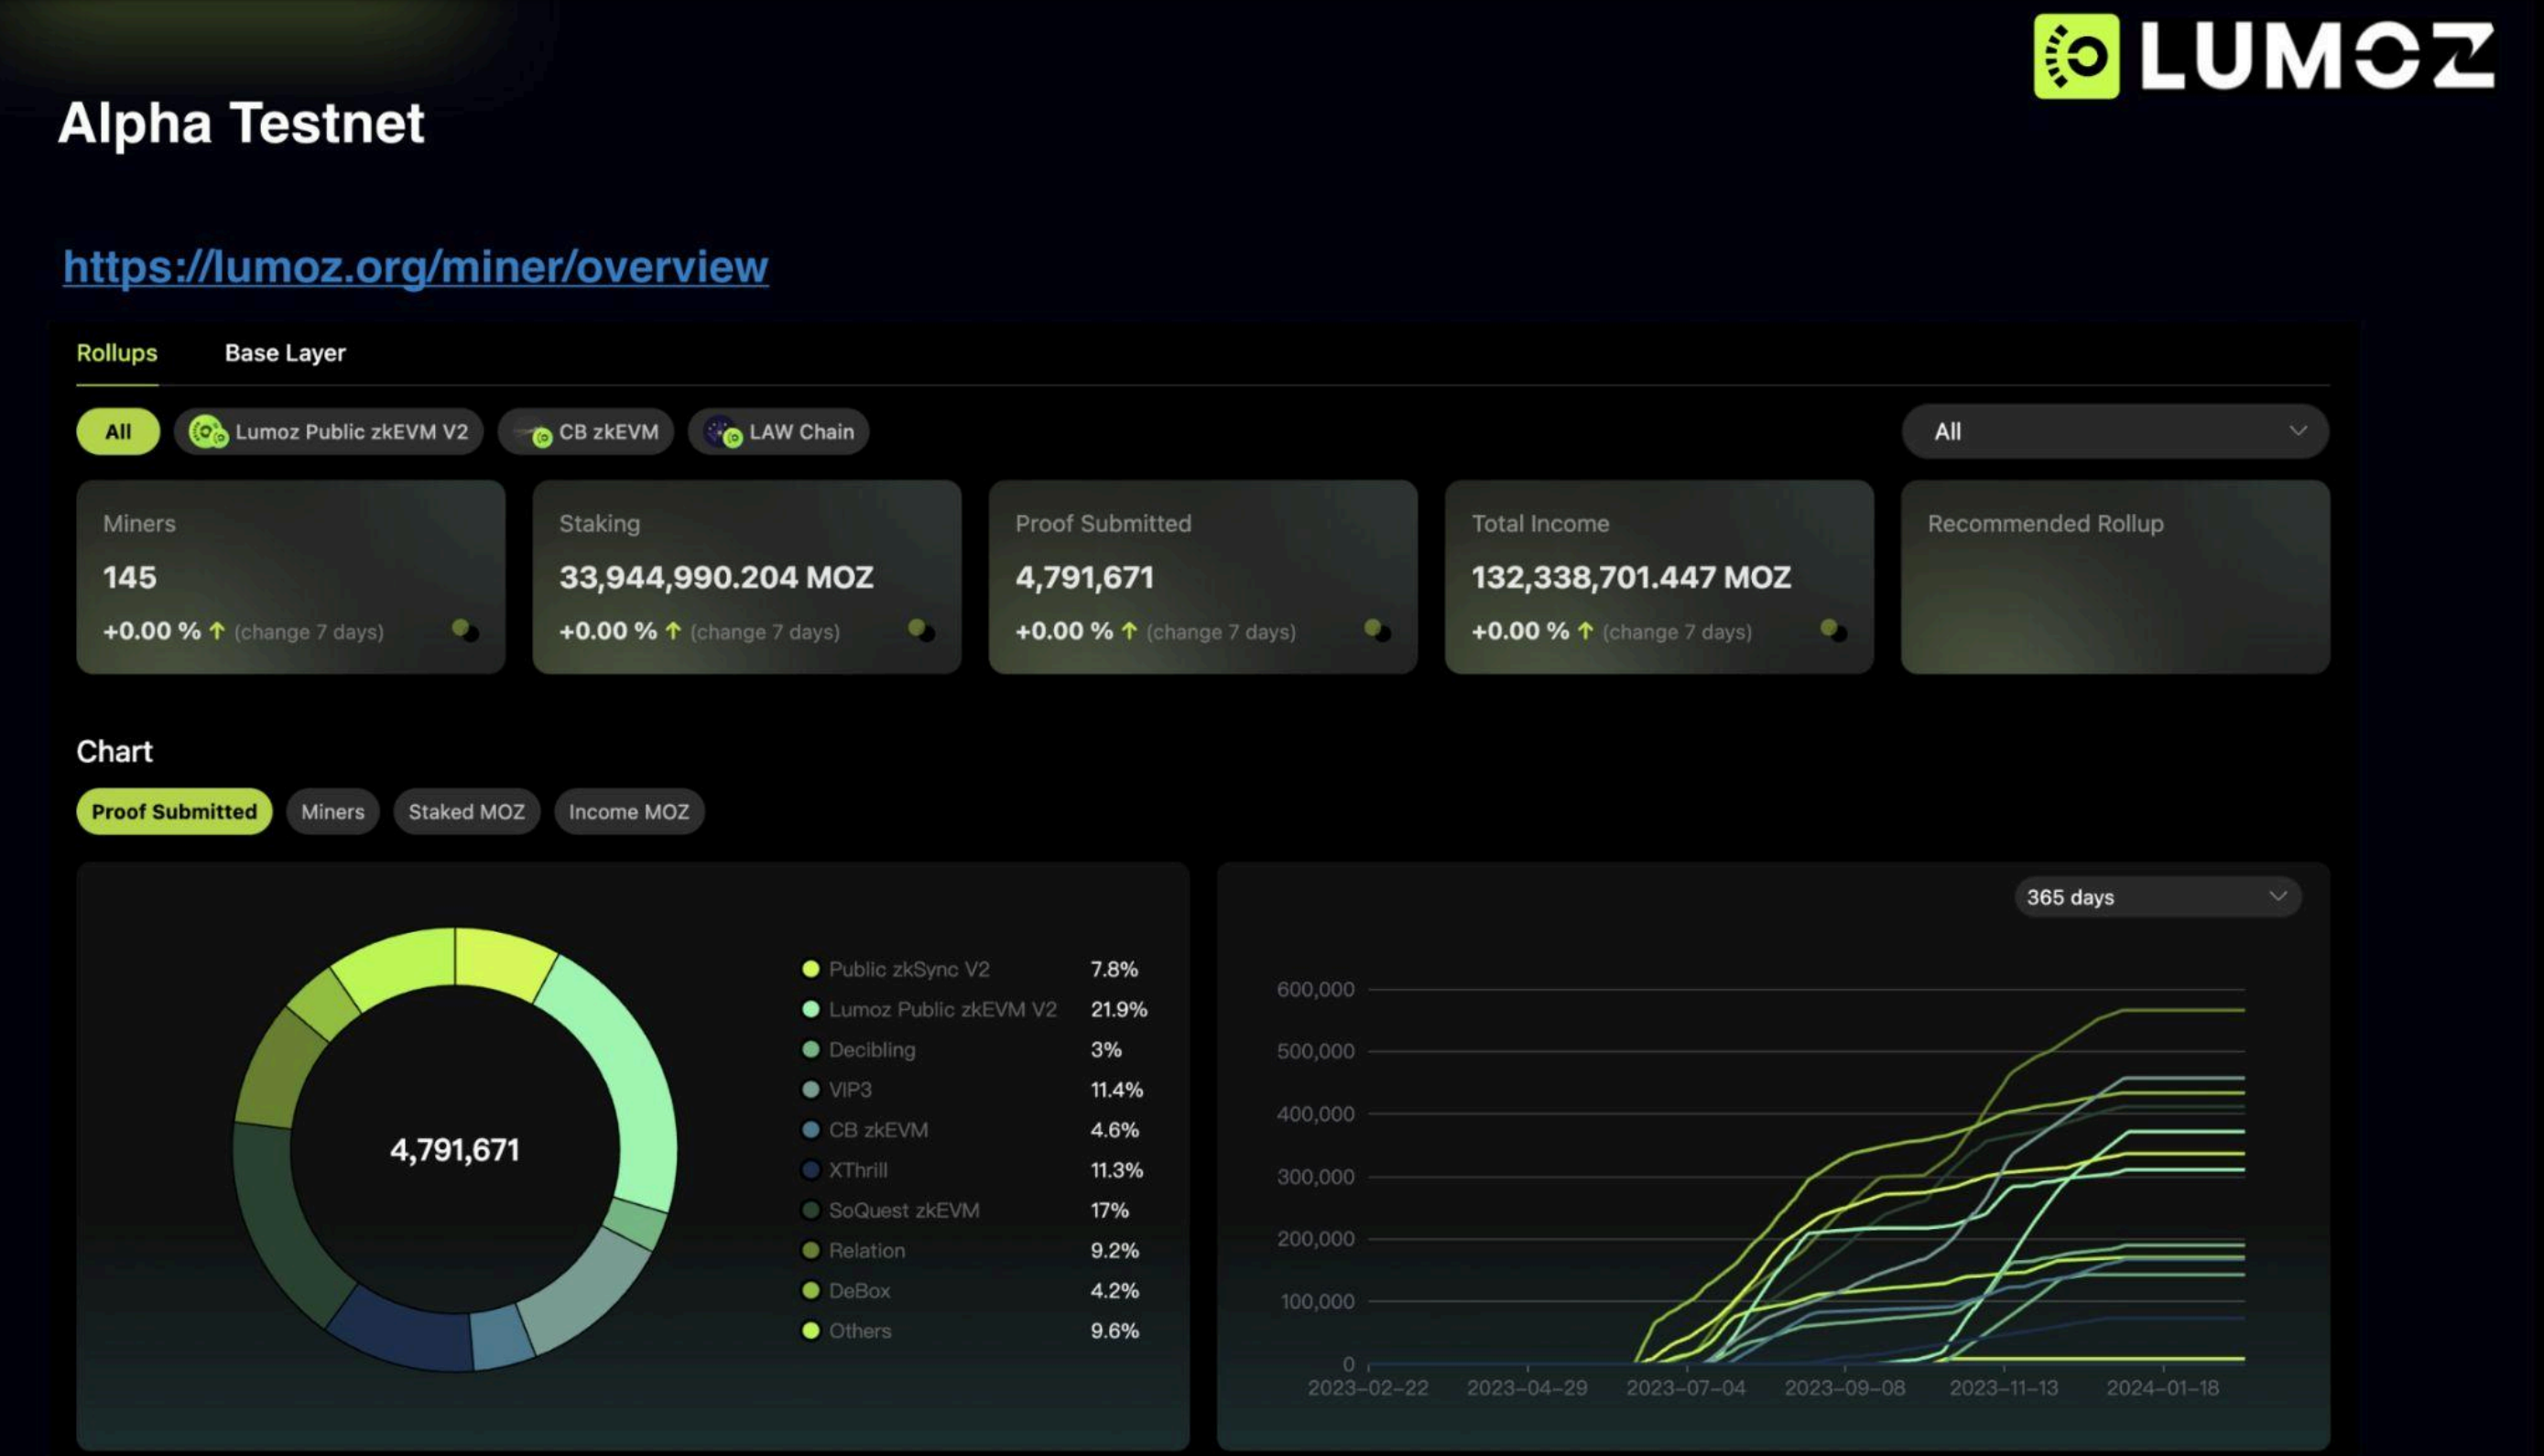 LUMOZ
Alpha Testnet
https://lumoz.org/miner/overview
Rollups Base Layer
All Lumoz Public zkEVM V2 CB zkEVM LAW Chain All
Miners Staking Proof Submitted Total Income Recommended Rollup
145 33,944,990.204 MOZ 4,791,671 132,338,701.447 MOZ
+0.00 % ↑ (change 7 days) +0.00 % ↑ (change 7 days) +0.00 % ↑ (change 7 days) +0.00 % ↑ (change 7 days)
Chart
Proof Submitted Miners Staked MOZ Income MOZ
4,791,671
Public zkSync V2 7.8%
Lumoz Public zkEVM V2 21.9%
Decibling 3%
VIP3 11.4%
CB zkEVM 4.6%
XThrill 11.3%
SoQuest zkEVM 17%
Relation 9.2%
DeBox 4.2%
Others 9.6%
365 days
600,000
500,000
400,000
300,000
200,000
100,000
0
2023-02-22 2023-04-29 2023-07-04 2023-09-08 2023-11-13 2024-01-18